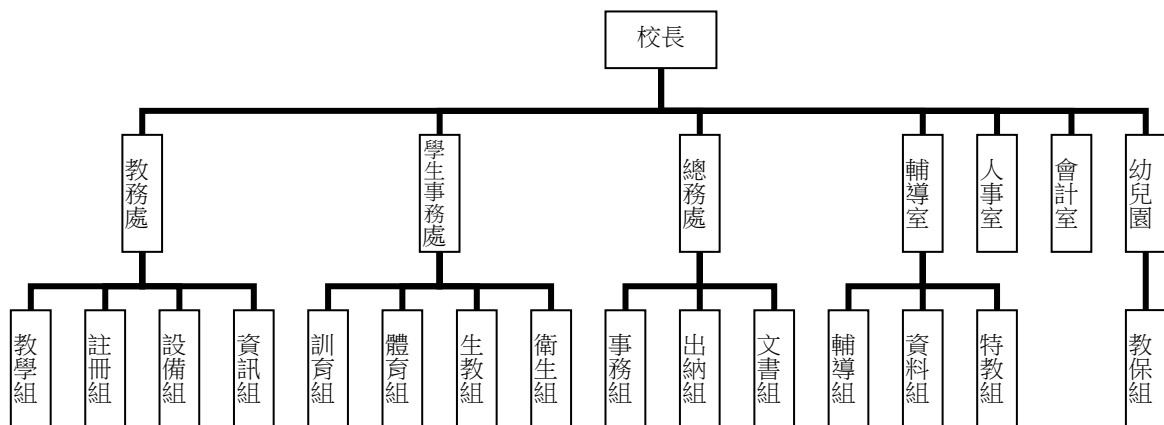 校長
教務處
學生事務處
總務處
輔導室
人事室
會計室
幼兒園
教學組
註冊組
設備組
資訊組
訓育組
體育組
生教組
衛生組
事務組
出納組
文書組
輔導組
資料組
特教組
教保組